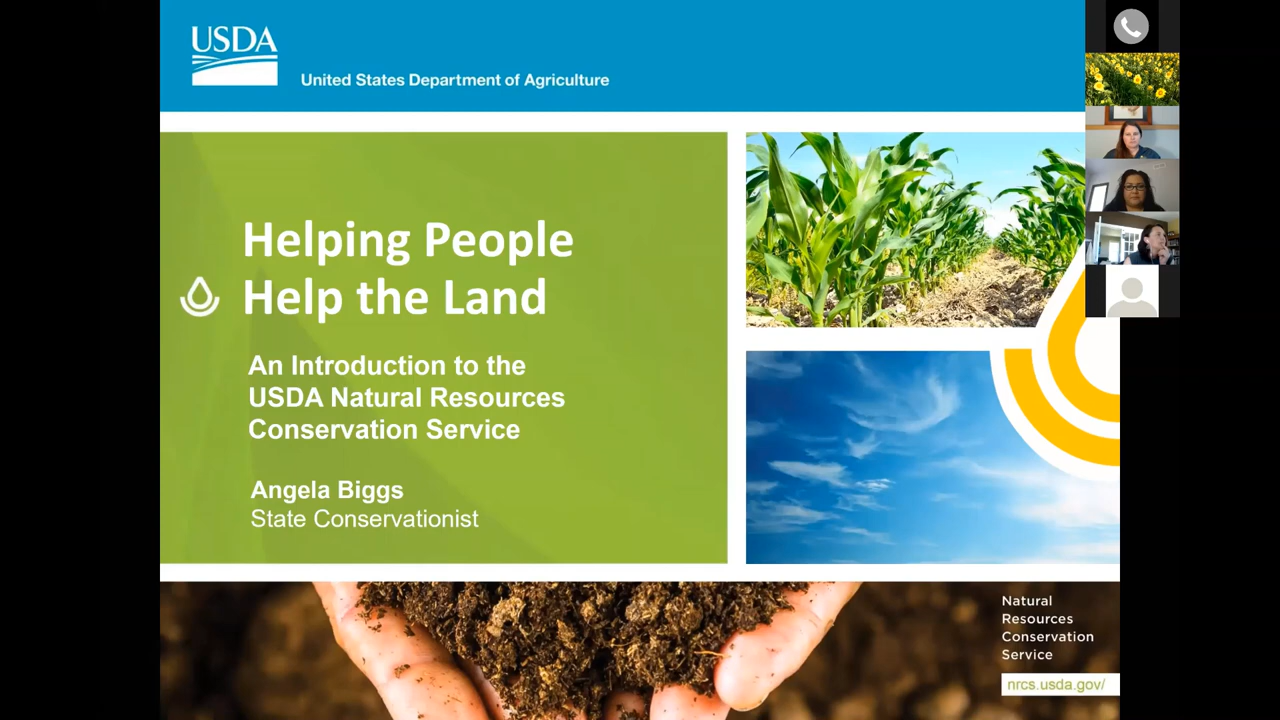 USDA
United States Department of Agriculture
Helping People
Help the Land
An Introduction to the
USDA Natural Resources
Conservation Service
Angela Biggs
State Conservationist
Natural
Resources
Conservation
Service
nrcs.usda.gov/